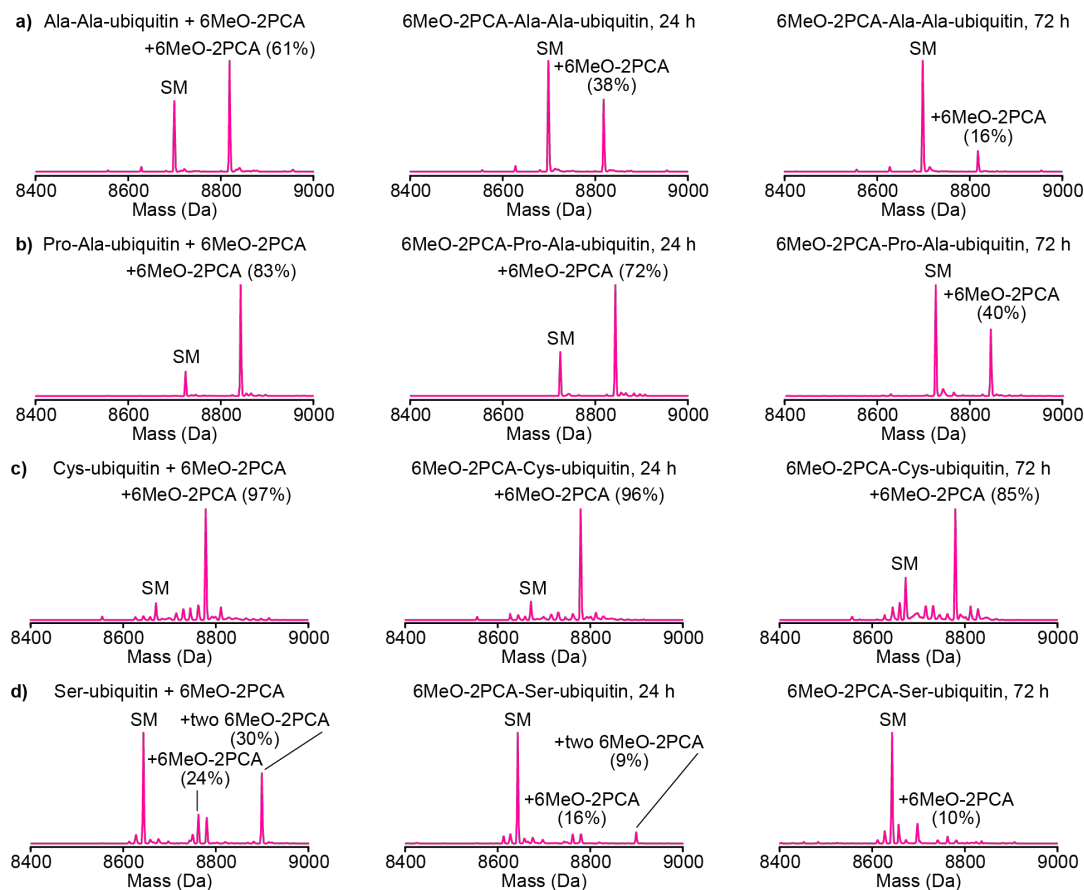 a) Ala-Ala-ubiquitin + 6MeO-2PCA
+6MeO-2PCA (61%)
SM
8400 8600 8800 9000
Mass (Da)
6MeO-2PCA-Ala-Ala-ubiquitin, 24 h
SM
+6MeO-2PCA
(38%)
8400 8600 8800 9000
Mass (Da)
6MeO-2PCA-Ala-Ala-ubiquitin, 72 h
SM
+6MeO-2PCA
(16%)
8400 8600 8800 9000
Mass (Da)
b) Pro-Ala-ubiquitin + 6MeO-2PCA
+6MeO-2PCA (83%)
SM
8400 8600 8800 9000
Mass (Da)
6MeO-2PCA-Pro-Ala-ubiquitin, 24 h
+6MeO-2PCA (72%)
SM
8400 8600 8800 9000
Mass (Da)
6MeO-2PCA-Pro-Ala-ubiquitin, 72 h
SM
+6MeO-2PCA
(40%)
8400 8600 8800 9000
Mass (Da)
c) Cys-ubiquitin + 6MeO-2PCA
+6MeO-2PCA (97%)
SM
8400 8600 8800 9000
Mass (Da)
6MeO-2PCA-Cys-ubiquitin, 24 h
+6MeO-2PCA (96%)
SM
8400 8600 8800 9000
Mass (Da)
6MeO-2PCA-Cys-ubiquitin, 72 h
+6MeO-2PCA (85%)
SM
8400 8600 8800 9000
Mass (Da)
d) Ser-ubiquitin + 6MeO-2PCA
SM
+two 6MeO-2PCA
(30%)
+6MeO-2PCA
(24%)
8400 8600 8800 9000
Mass (Da)
6MeO-2PCA-Ser-ubiquitin, 24 h
SM
+two 6MeO-2PCA
(9%)
+6MeO-2PCA
(16%)
8400 8600 8800 9000
Mass (Da)
6MeO-2PCA-Ser-ubiquitin, 72 h
SM
+6MeO-2PCA
(10%)
8400 8600 8800 9000
Mass (Da)